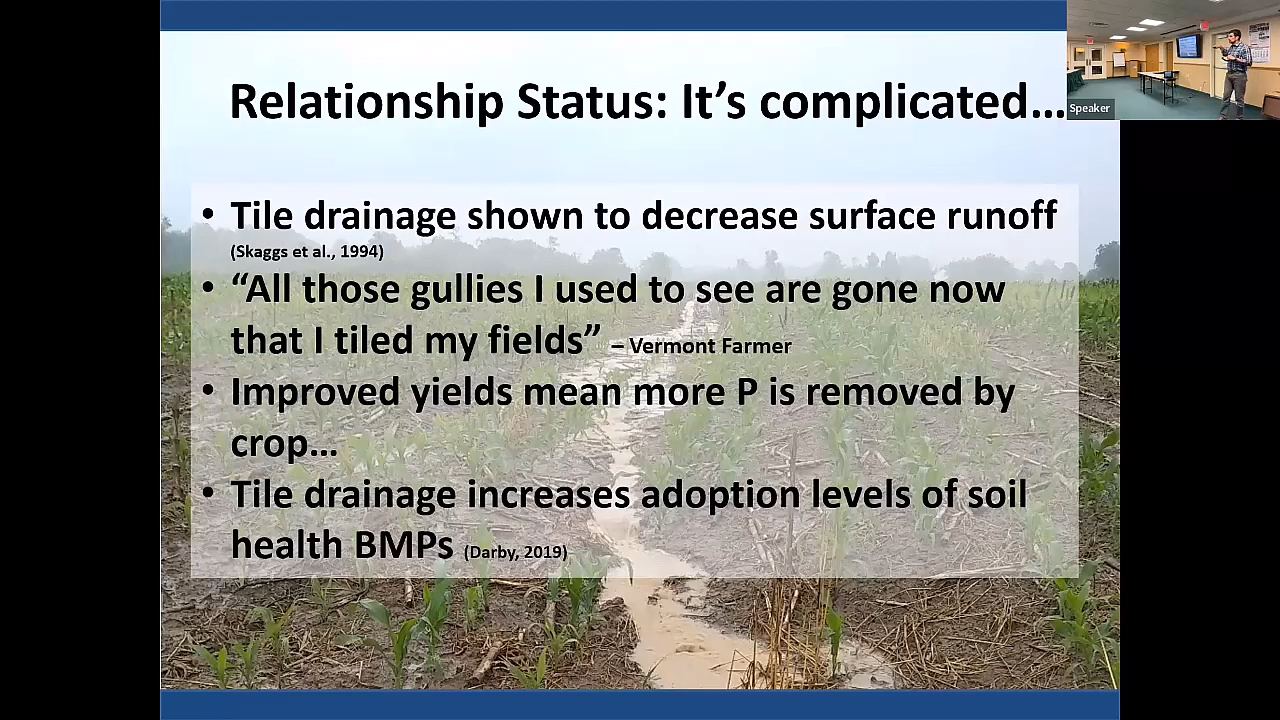 Relationship Status: It's complicated…
Speaker
• Tile drainage shown to decrease surface runoff
(Skaggs et al., 1994)
• “All those gullies I used to see are gone now
that I tiled my fields” – Vermont Farmer
• Improved yields mean more P is removed by
crop…
• Tile drainage increases adoption levels of soil
health BMPs (Darby, 2019)